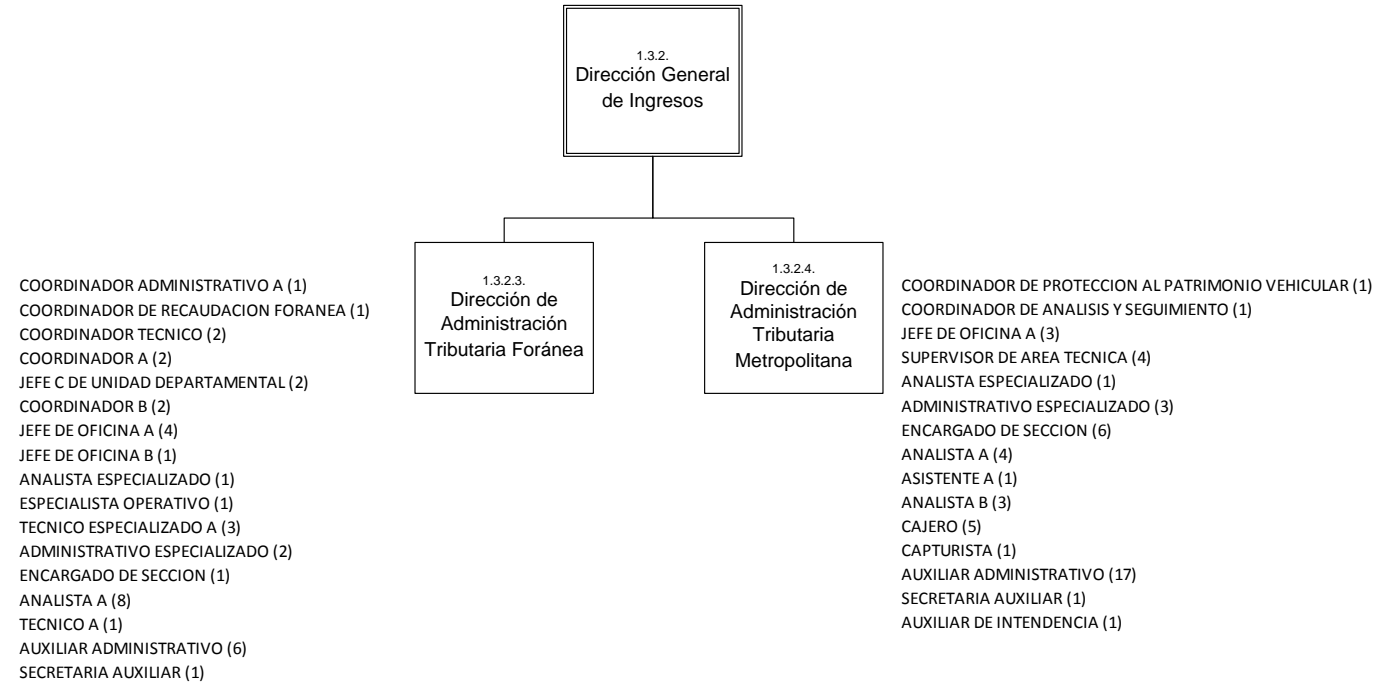 1.3.2.
Dirección General
de Ingresos
1.3.2.3.
Dirección de
Administración
Tributaria Foránea
1.3.2.4.
Dirección de
Administración
Tributaria
Metropolitana
COORDINADOR ADMINISTRATIVO A (1)
COORDINADOR DE RECAUDACION FORANEA (1)
COORDINADOR TECNICO (2)
COORDINADOR A (2)
JEFE C DE UNIDAD DEPARTAMENTAL (2)
COORDINADOR B (2)
JEFE DE OFICINA A (4)
JEFE DE OFICINA B (1)
ANALISTA ESPECIALIZADO (1)
ESPECIALISTA OPERATIVO (1)
TECNICO ESPECIALIZADO A (3)
ADMINISTRATIVO ESPECIALIZADO (2)
ENCARGADO DE SECCION (1)
ANALISTA A (8)
TECNICO A (1)
AUXILIAR ADMINISTRATIVO (6)
SECRETARIA AUXILIAR (1)
COORDINADOR DE PROTECCION AL PATRIMONIO VEHICULAR (1)
COORDINADOR DE ANALISIS Y SEGUIMIENTO (1)
JEFE DE OFICINA A (3)
SUPERVISOR DE AREA TECNICA (4)
ANALISTA ESPECIALIZADO (1)
ADMINISTRATIVO ESPECIALIZADO (3)
ENCARGADO DE SECCION (6)
ANALISTA A (4)
ASISTENTE A (1)
ANALISTA B (3)
CAJERO (5)
CAPTURISTA (1)
AUXILIAR ADMINISTRATIVO (17)
SECRETARIA AUXILIAR (1)
AUXILIAR DE INTENDENCIA (1)